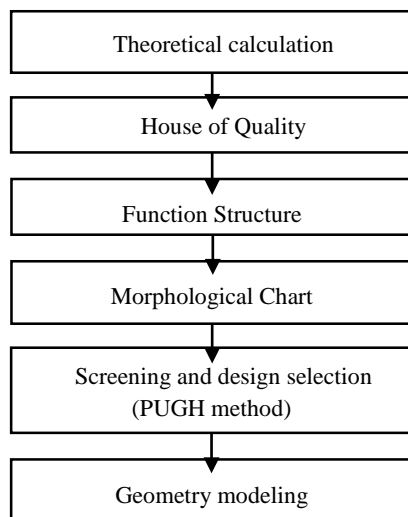 Theoretical calculation
House of Quality
Function Structure
Morphological Chart
Screening and design selection
(PUGH method)
Geometry modeling